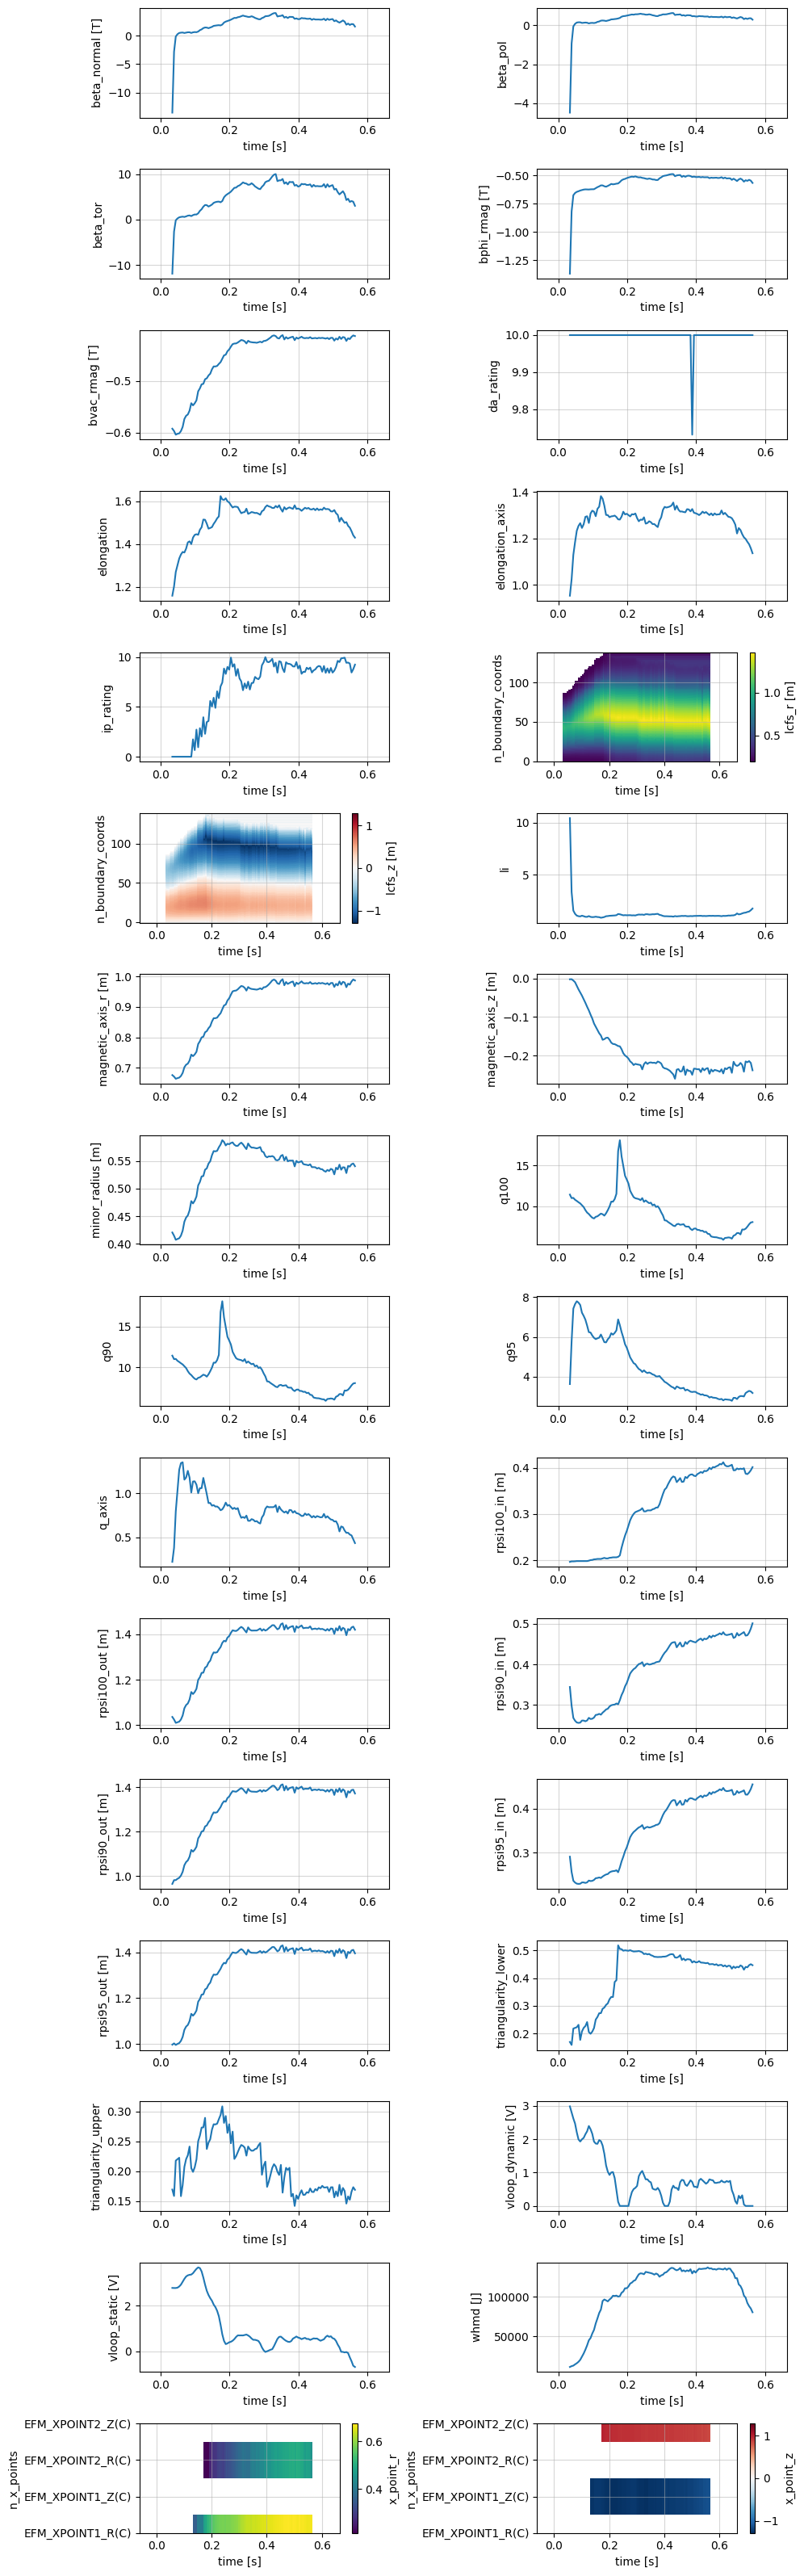 beta_normal [T]
0
−5
−10
0.0 0.2 0.4 0.6
time [s]
beta_pol
0
−2
−4
0.0 0.2 0.4 0.6
time [s]
beta_tor
10
0
−10
0.0 0.2 0.4 0.6
time [s]
bphi_rmag [T]
−0.50
−0.75
−1.00
−1.25
0.0 0.2 0.4 0.6
time [s]
bvac_rmag [T]
−0.5
−0.6
0.0 0.2 0.4 0.6
time [s]
da_rating
10.0
9.9
9.8
0.0 0.2 0.4 0.6
time [s]
elongation
1.6
1.4
1.2
0.0 0.2 0.4 0.6
time [s]
elongation_axis
1.4
1.2
1.0
0.0 0.2 0.4 0.6
time [s]
ip_rating
10
5
0
0.0 0.2 0.4 0.6
time [s]
n_boundary_coords
100
50
0
0.0 0.2 0.4 0.6
time [s]
1.0
0.5
lcfs_r [m]
n_boundary_coords
100
50
0
0.0 0.2 0.4 0.6
time [s]
1
0
−1
lcfs_z [m]
li
10
5
0.0 0.2 0.4 0.6
time [s]
magnetic_axis_r [m]
1.0
0.9
0.8
0.7
0.0 0.2 0.4 0.6
time [s]
magnetic_axis_z [m]
0.0
−0.1
−0.2
0.0 0.2 0.4 0.6
time [s]
minor_radius [m]
0.55
0.50
0.45
0.40
0.0 0.2 0.4 0.6
time [s]
q100
15
10
0.0 0.2 0.4 0.6
time [s]
q90
15
10
0.0 0.2 0.4 0.6
time [s]
q95
8
6
4
0.0 0.2 0.4 0.6
time [s]
q_axis
1.0
0.5
0.0 0.2 0.4 0.6
time [s]
rpsi100_in [m]
0.4
0.3
0.2
0.0 0.2 0.4 0.6
time [s]
rpsi100_out [m]
1.4
1.2
1.0
0.0 0.2 0.4 0.6
time [s]
rpsi90_in [m]
0.5
0.4
0.3
0.0 0.2 0.4 0.6
time [s]
rpsi90_out [m]
1.4
1.2
1.0
0.0 0.2 0.4 0.6
time [s]
rpsi95_in [m]
0.4
0.3
0.0 0.2 0.4 0.6
time [s]
rpsi95_out [m]
1.4
1.2
1.0
0.0 0.2 0.4 0.6
time [s]
triangularity_lower
0.5
0.4
0.3
0.2
0.0 0.2 0.4 0.6
time [s]
triangularity_upper
0.30
0.25
0.20
0.15
0.0 0.2 0.4 0.6
time [s]
vloop_dynamic [V]
3
2
1
0
0.0 0.2 0.4 0.6
time [s]
vloop_static [V]
2
0
0.0 0.2 0.4 0.6
time [s]
whmd [J]
100000
50000
0.0 0.2 0.4 0.6
time [s]
n_x_points
EFM_XPOINT2_Z(C)
EFM_XPOINT2_R(C)
EFM_XPOINT1_Z(C)
EFM_XPOINT1_R(C)
0.0 0.2 0.4 0.6
time [s]
0.6
0.4
x_point_r
n_x_points
EFM_XPOINT2_Z(C)
EFM_XPOINT2_R(C)
EFM_XPOINT1_Z(C)
EFM_XPOINT1_R(C)
0.0 0.2 0.4 0.6
time [s]
1
0
−1
x_point_z